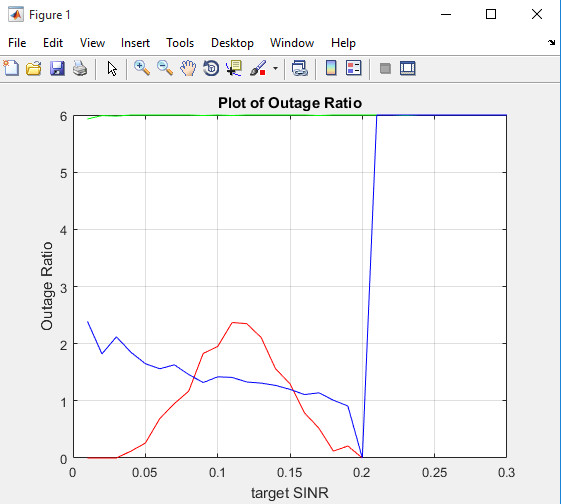 Figure 1
File Edit View Insert Tools Desktop Window Help
Plot of Outage Ratio
6
5
4
3
2
1
0
Outage Ratio
0 0.05 0.1 0.15 0.2 0.25 0.3
target SINR